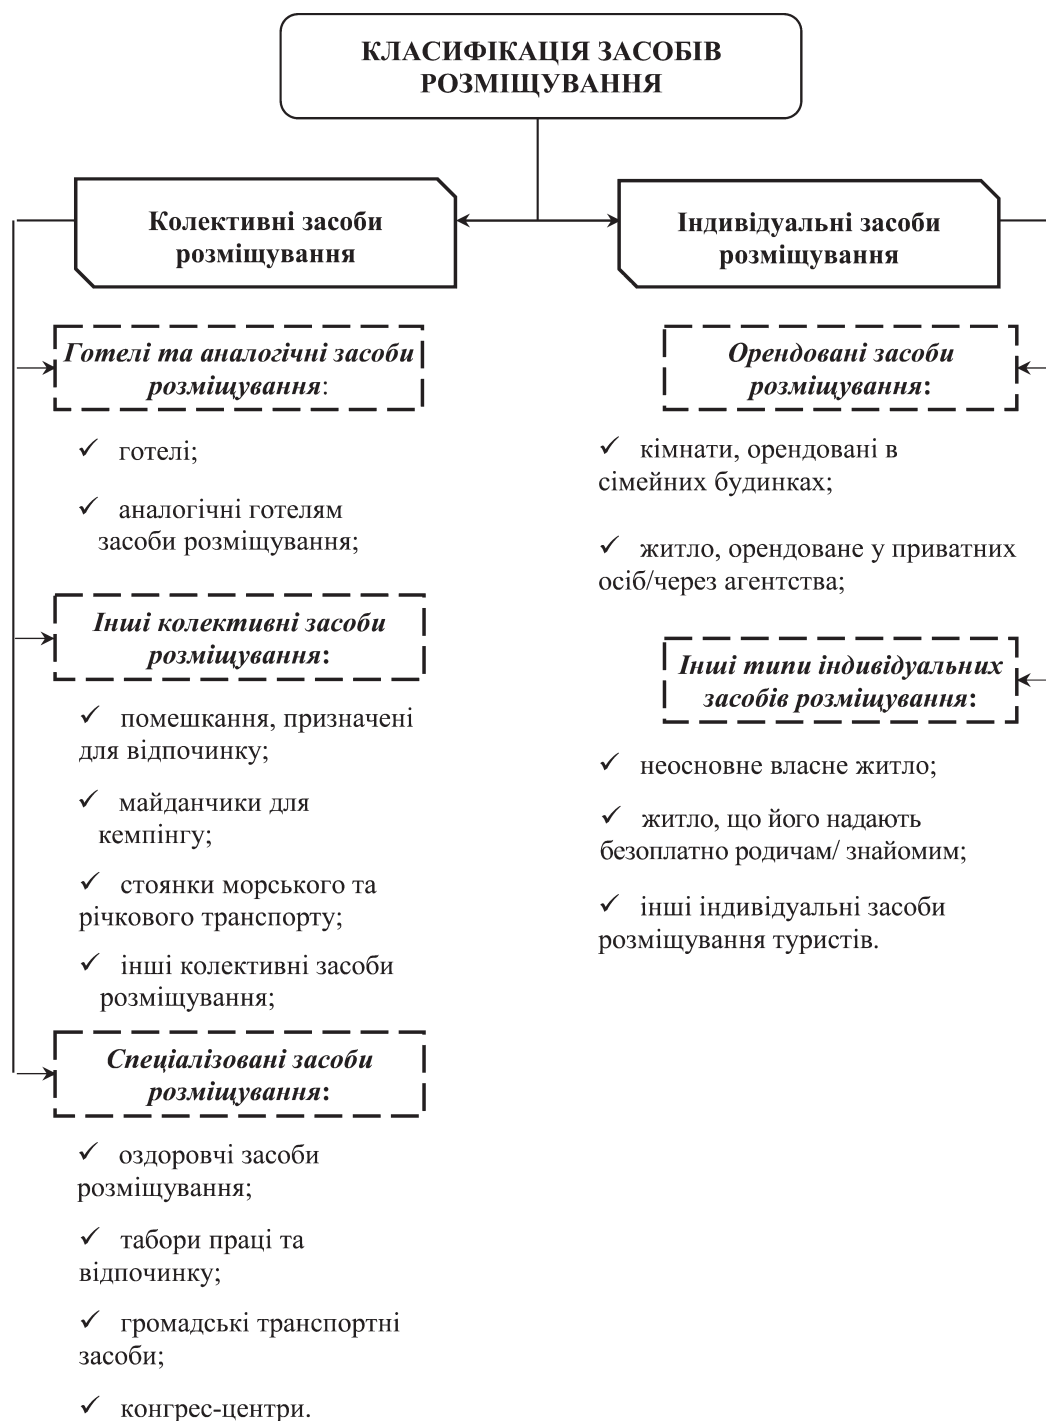 КЛАСИФІКАЦІЯ ЗАСОБІВ
РОЗМІЩУВАННЯ
Колективні засоби
розміщування
Готелі та аналогічні засоби
розміщування:
✓ готелі;
✓ аналогічні готелям
засоби розміщування;
Інші колективні засоби
розміщування:
✓ помешкання, призначені
для відпочинку;
✓ майданчики для
кемпінгу;
✓ стоянки морського та
річкового транспорту;
✓ інші колективні засоби
розміщування;
Спеціалізовані засоби
розміщування:
✓ оздоровчі засоби
розміщування;
✓ табори праці та
відпочинку;
✓ громадські транспортні
засоби;
✓ конгрес-центри.
Індивідуальні засоби
розміщування
Орендовані засоби
розміщування:
✓ кімнати, орендовані в
сімейних будинках;
✓ житло, орендоване у приватних
осіб/через агентства;
Інші типи індивідуальних
засобів розміщування:
✓ неосновне власне житло;
✓ житло, що його надають
безоплатно родичам/ знайомим;
✓ інші індивідуальні засоби
розміщування туристів.